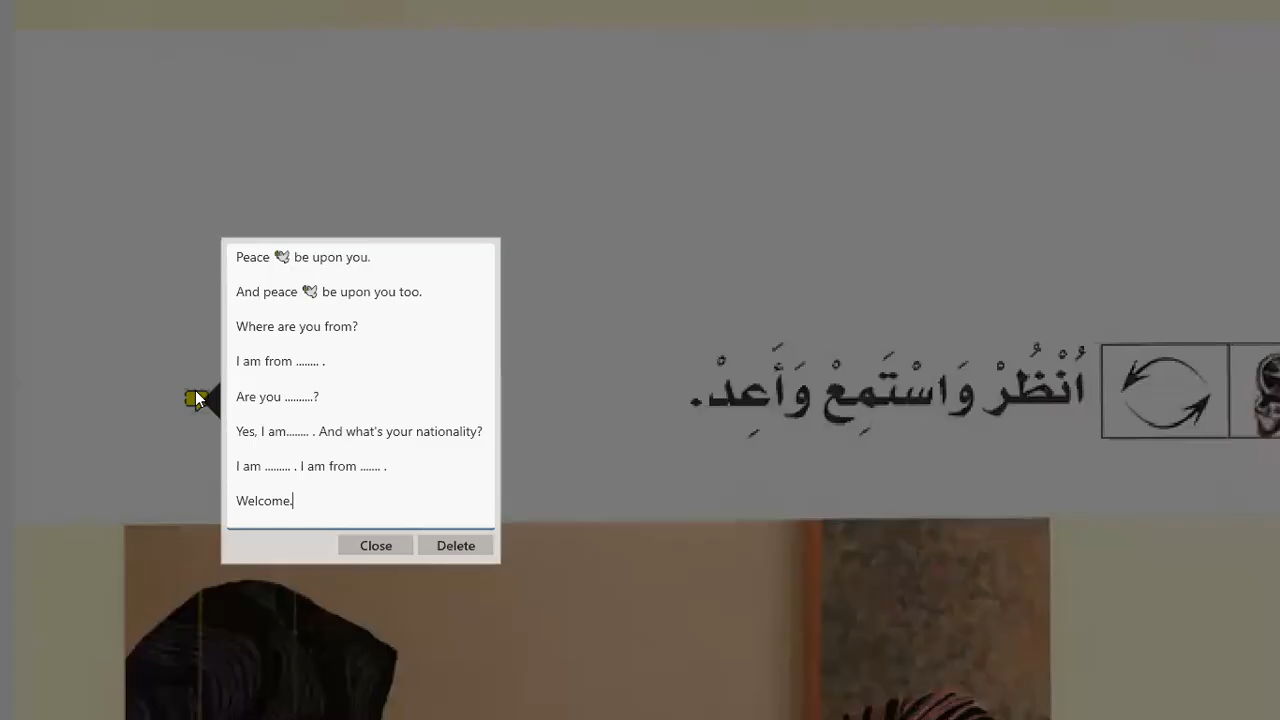 Peace 🕊 be upon you.
And peace 🕊 be upon you too.
Where are you from?
I am from ........ .
Are you .........?
Yes, I am........ . And what's your nationality?
I am ......... . I am from ....... .
Welcome.
Close Delete
اُنْظُرْ وَاسْتَمِعْ وَأَعِدْ.